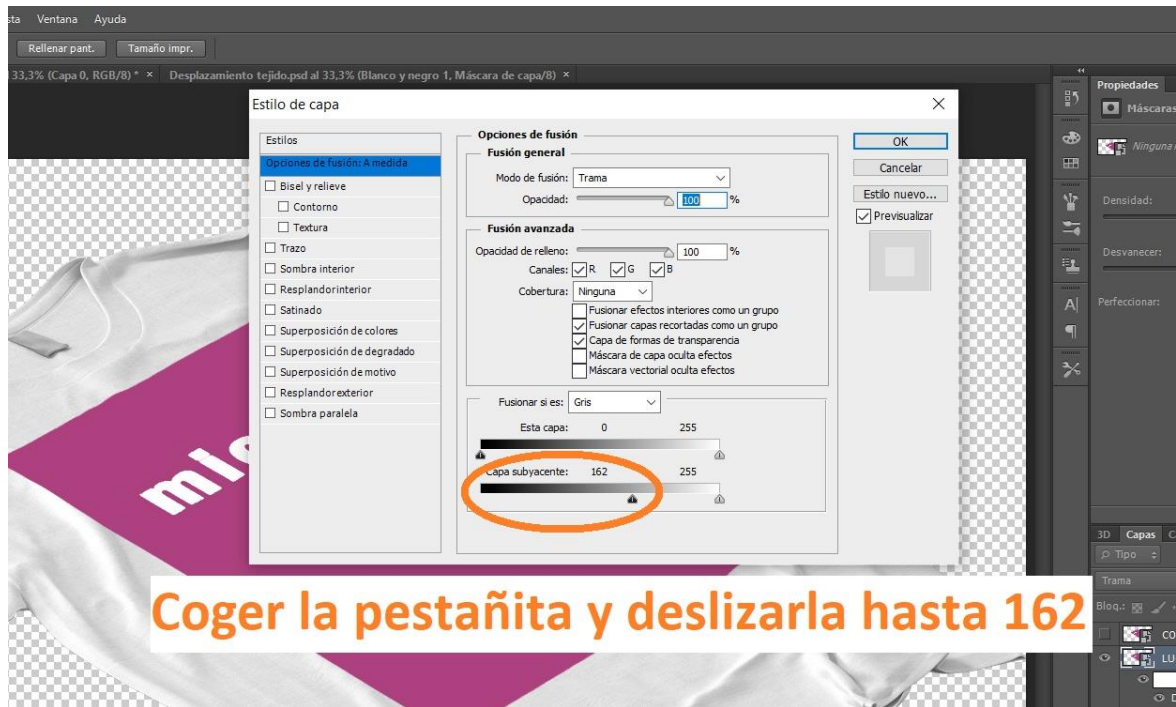 Ventana Ayuda
Rellenar pant. Tamaño impr.
33,3% (Capa 0, RGB/8) * × Desplazamiento tejido.psd al 33,3% (Blanco y negro 1, Máscara de capa/8) ×
Estilo de capa
Estilos
Opciones de fusión: A medida
Bisel y relieve
Contorno
Textura
Trazo
Sombra interior
Resplandor interior
Satinado
Superposición de colores
Superposición de degradado
Superposición de motivo
Resplandor exterior
Sombra paralela
Opciones de fusión
Fusión general
Modo de fusión: Trama
Opacidad: 100 %
Fusión avanzada
Opacidad de relleno: 100 %
Canales: R G B
Cobertura: Ninguna
Fusionar efectos interiores como un grupo
Fusionar capas recortadas como un grupo
Capa de formas de transparencia
Máscara de capa oculta efectos
Máscara vectorial oculta efectos
Fusionar si es: Gris
Esta capa: 0 255
Capa subyacente: 162 255
OK
Cancelar
Estilo nuevo...
Previsualizar
Propiedades
Máscaras
Ninguna
Densidad:
Desvanecer:
Perfeccionar:
3D Capas C
Tipo
Trama
Bloq.:
CO
LU
Coger la pestañita y deslizarla hasta 162